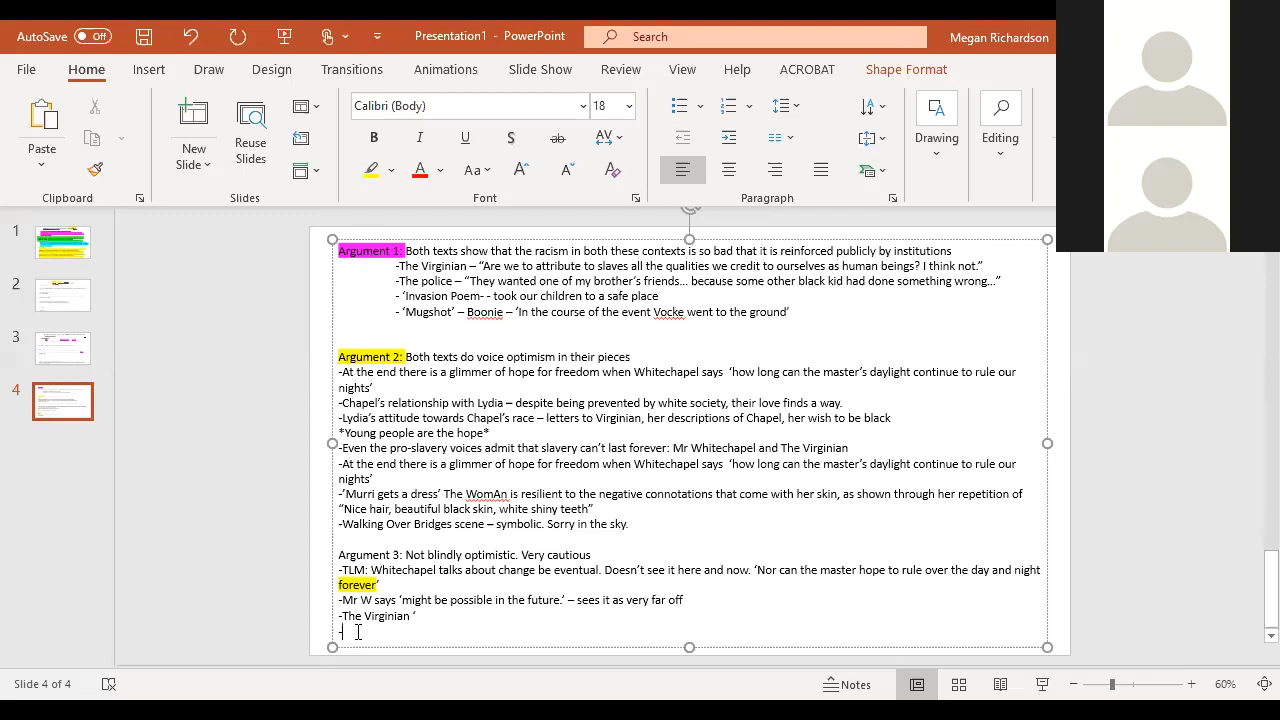 AutoSave Off Presentation1 - PowerPoint Search Megan Richardson
File Home Insert Draw Design Transitions Animations Slide Show Review View Help ACROBAT Shape Format
Calibri (Body) 18
Paste New Slide Reuse Slides Drawing Editing
Clipboard Slides Font Paragraph
1
2
3
4
Argument 1: Both texts show that the racism in both these contexts is so bad that it is reinforced publicly by institutions
-The Virginian – “Are we to attribute to slaves all the qualities we credit to ourselves as human beings? I think not.”
-The police – “They wanted one of my brother’s friends... because some other black kid had done something wrong...”
- ‘Invasion Poem- - took our children to a safe place
- ‘Mugshot’ – Boonie – ‘In the course of the event Vocke went to the ground’
Argument 2: Both texts do voice optimism in their pieces
-At the end there is a glimmer of hope for freedom when Whitechapel says ‘how long can the master’s daylight continue to rule our
nights’
-Chapel’s relationship with Lydia – despite being prevented by white society, their love finds a way.
-Lydia’s attitude towards Chapel’s race – letters to Virginian, her descriptions of Chapel, her wish to be black
*Young people are the hope*
-Even the pro-slavery voices admit that slavery can’t last forever: Mr Whitechapel and The Virginian
-At the end there is a glimmer of hope for freedom when Whitechapel says ‘how long can the master’s daylight continue to rule our
nights’
-’Murri gets a dress’ The WomAn is resilient to the negative connotations that come with her skin, as shown through her repetition of
“Nice hair, beautiful black skin, white shiny teeth”
-Walking Over Bridges scene – symbolic. Sorry in the sky.
Argument 3: Not blindly optimistic. Very cautious
-TLM: Whitechapel talks about change be eventual. Doesn’t see it here and now. ‘Nor can the master hope to rule over the day and night
forever’
-Mr W says ‘might be possible in the future.’ – sees it as very far off
-The Virginian ‘
-
Slide 4 of 4 Notes 60%